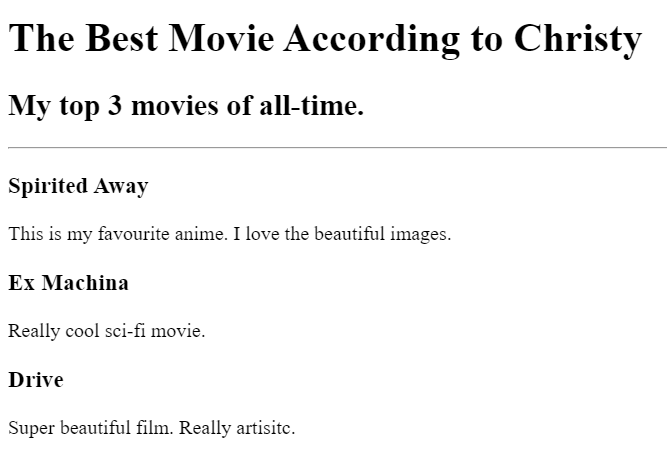 The Best Movie According to Christy
My top 3 movies of all-time.
Spirited Away
This is my favourite anime. I love the beautiful images.
Ex Machina
Really cool sci-fi movie.
Drive
Super beautiful film. Really artisitc.